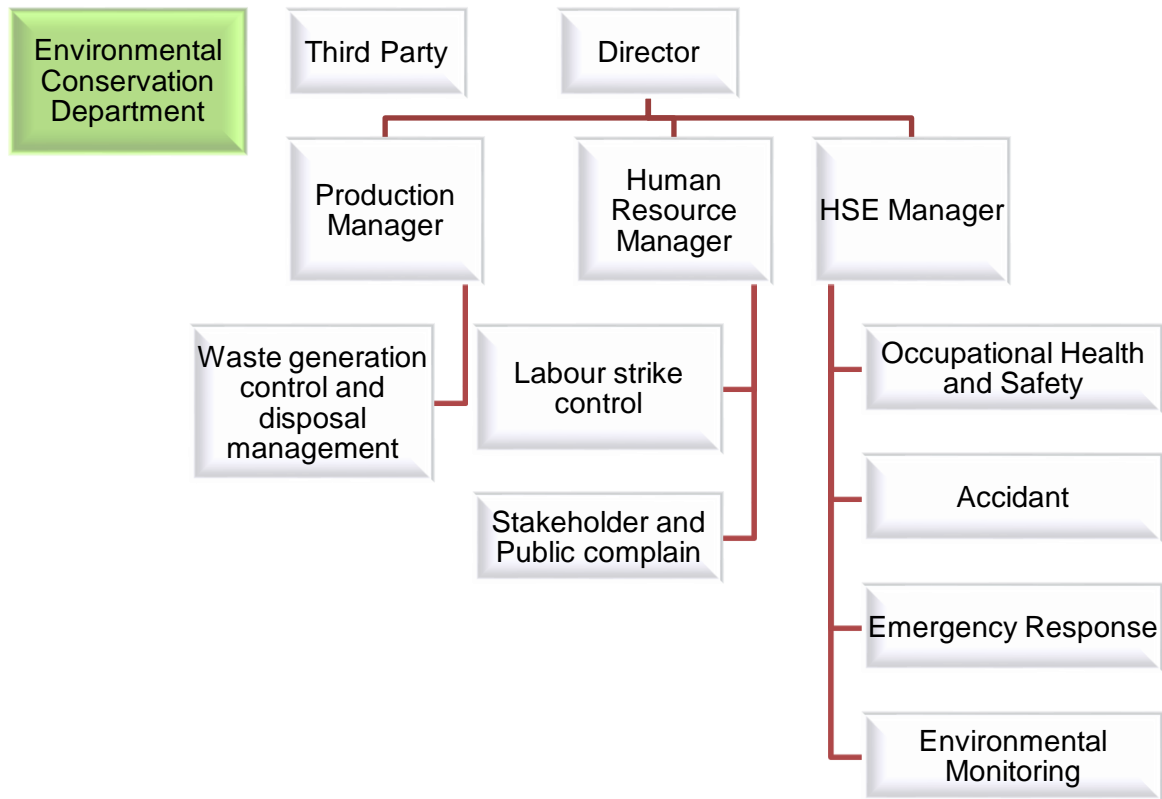 Environmental
Conservation
Department
Third Party
Director
Production
Manager
Human
Resource
Manager
HSE Manager
Waste generation
control and
disposal
management
Labour strike
control
Stakeholder and
Public complain
Occupational Health
and Safety
Accidant
Emergency Response
Environmental
Monitoring